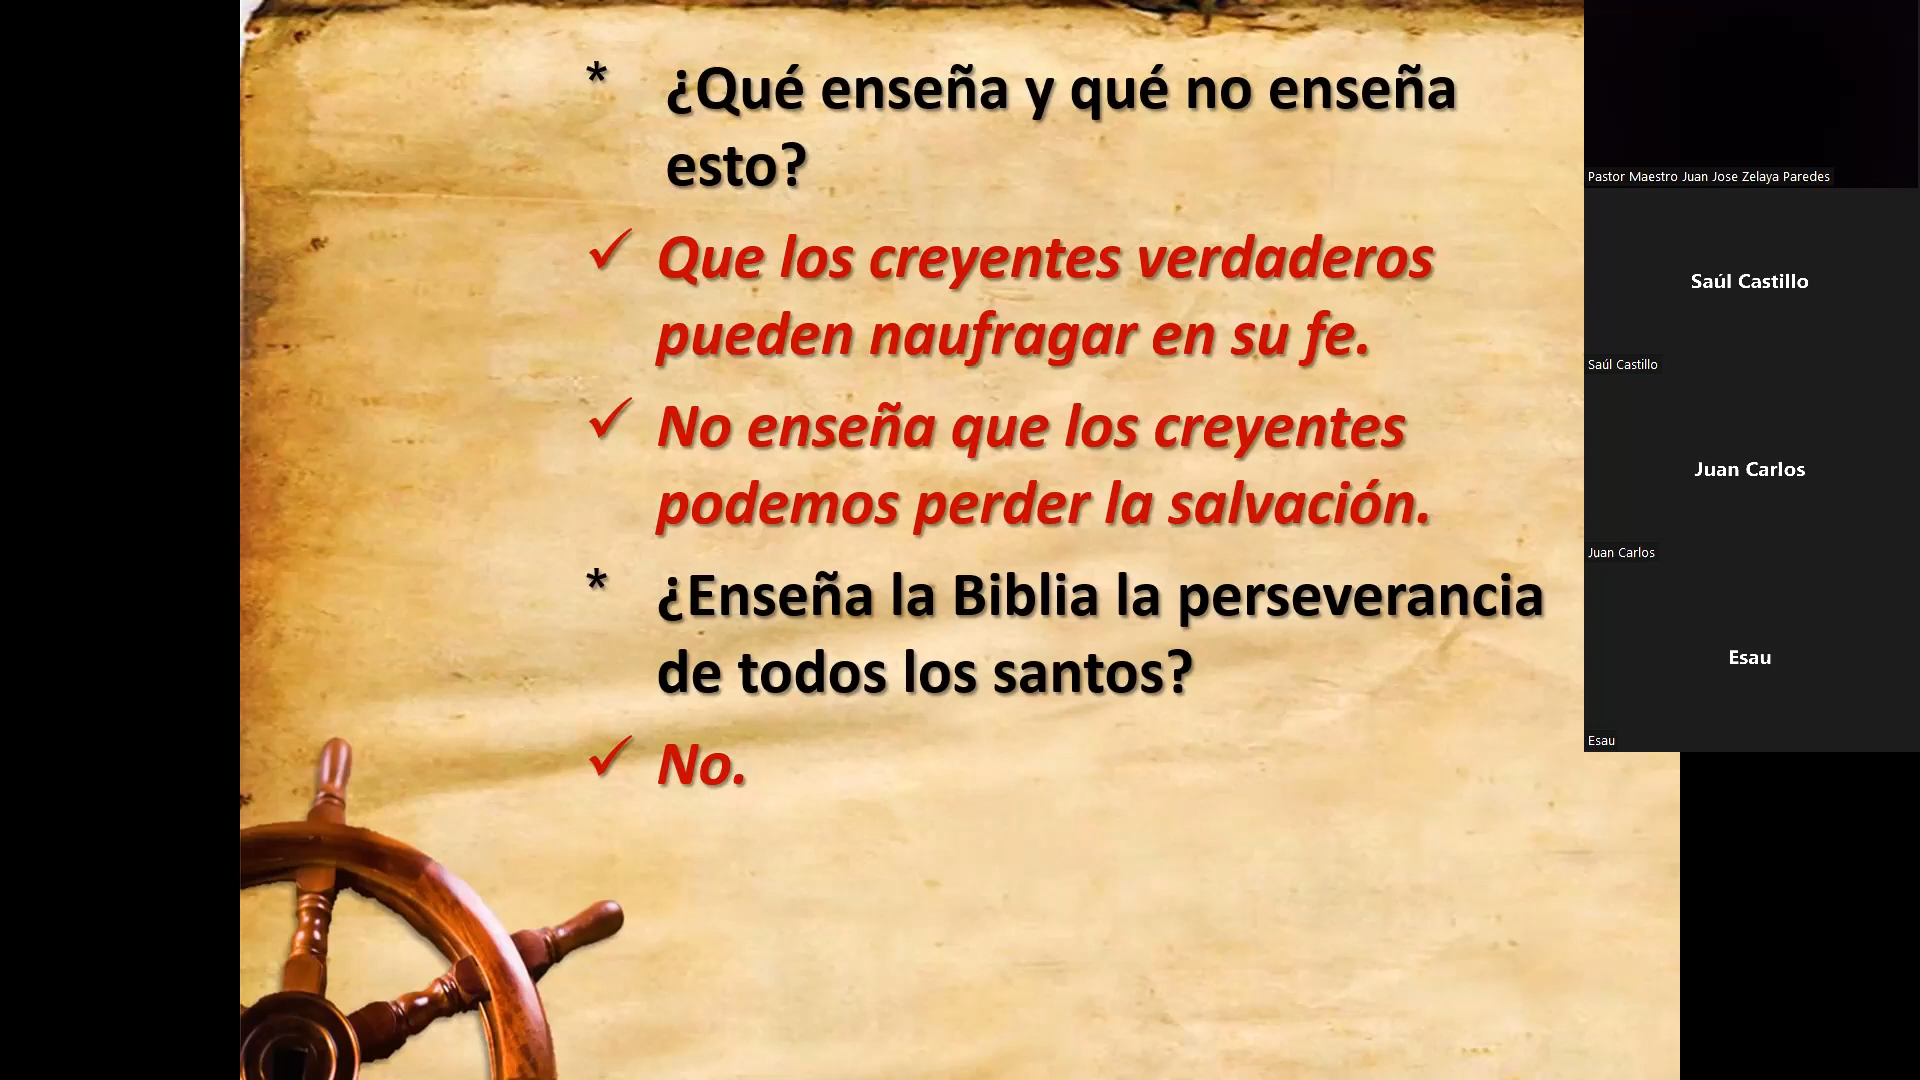 * ¿Qué enseña y qué no enseña
esto?
✓ Que los creyentes verdaderos
pueden naufragar en su fe.
✓ No enseña que los creyentes
podemos perder la salvación.
* ¿Enseña la Biblia la perseverancia
de todos los santos?
✓ No.
Pastor Maestro Juan Jose Zelaya Paredes
Saúl Castillo
Saúl Castillo
Juan Carlos
Juan Carlos
Esau
Esau